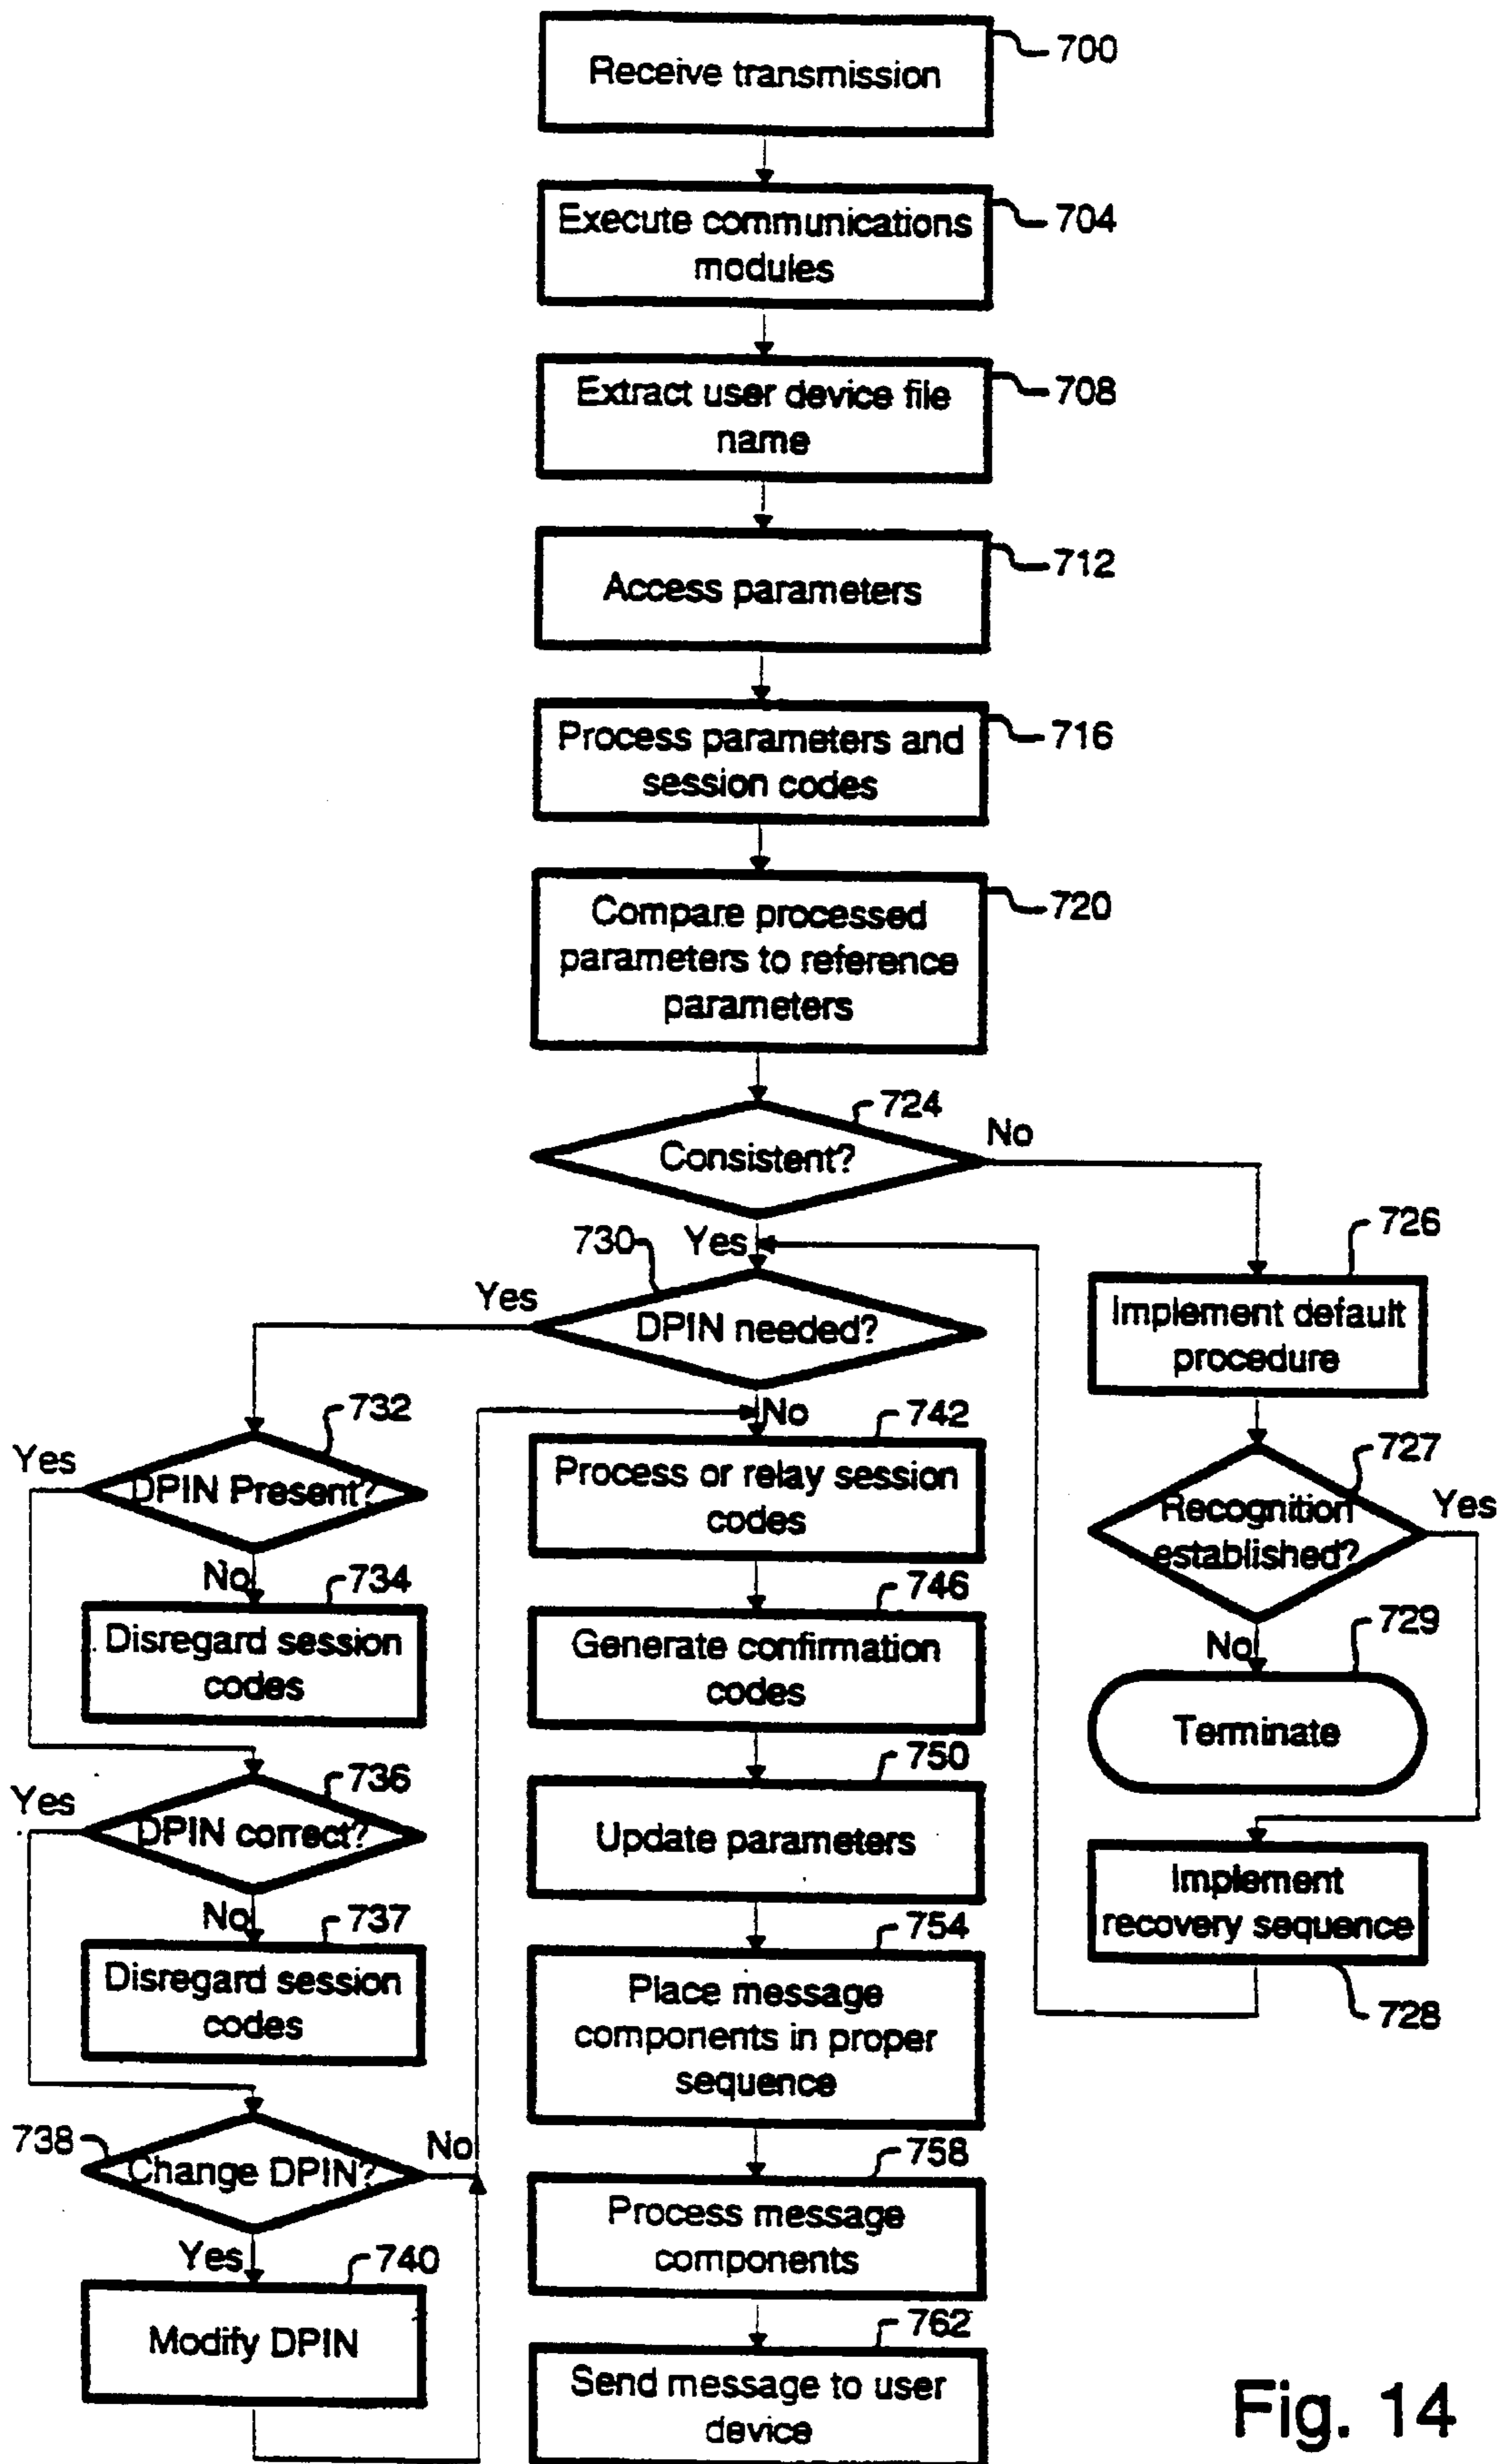 Receive transmission
700
Execute communications
modules
704
Extract user device file
name
708
Access parameters
712
Process parameters and
session codes
716
Compare processed
parameters to reference
parameters
720
724
Consistent?
No
Yes
730
DPIN needed?
Yes
No
726
Implement default
procedure
727
Recognition
established?
Yes
No
729
Terminate
Implement
recovery sequence
728
732
Yes
DPIN Present?
No
734
Disregard session
codes
736
Yes
DPIN correct?
No
737
Disregard session
codes
738
Change DPIN?
No
Yes
740
Modify DPIN
742
Process or relay session
codes
746
Generate confirmation
codes
750
Update parameters
754
Place message
components in proper
sequence
758
Process message
components
762
Send message to user
device
Fig. 14